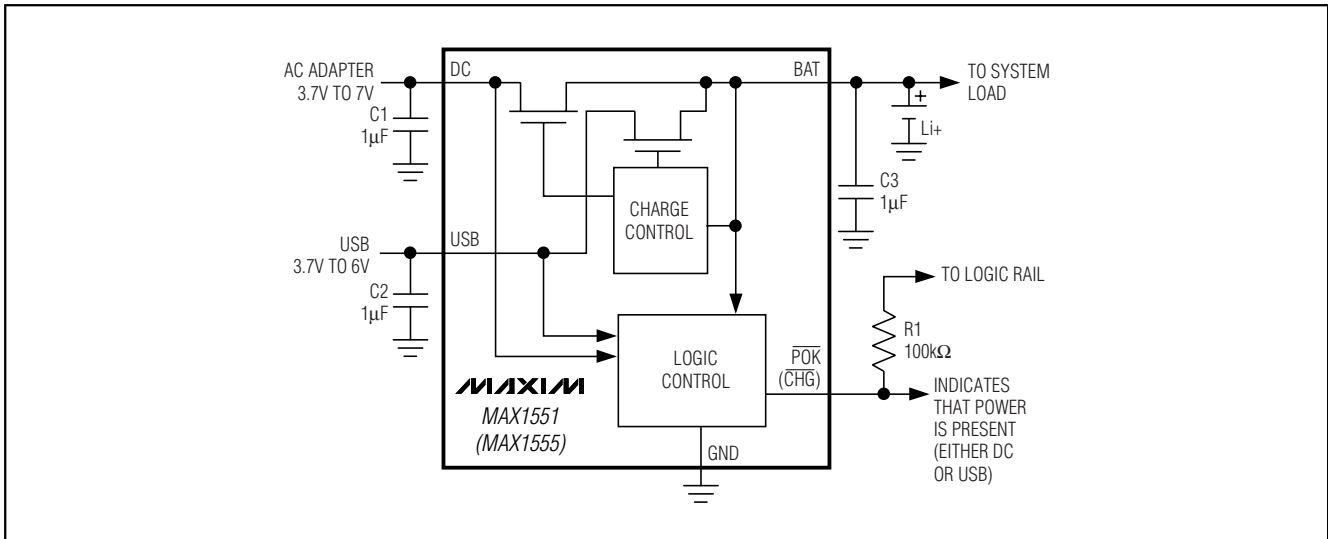 AC ADAPTER
3.7V TO 7V
C1
1µF
DC
BAT
TO SYSTEM
LOAD
+
Li+
C3
1µF
CHARGE
CONTROL
USB
3.7V TO 6V
C2
1µF
USB
TO LOGIC RAIL
R1
100kΩ
LOGIC
CONTROL
POK
(CHG)
INDICATES
THAT POWER
IS PRESENT
(EITHER DC
OR USB)
MAXIM
MAX1551
(MAX1555)
GND